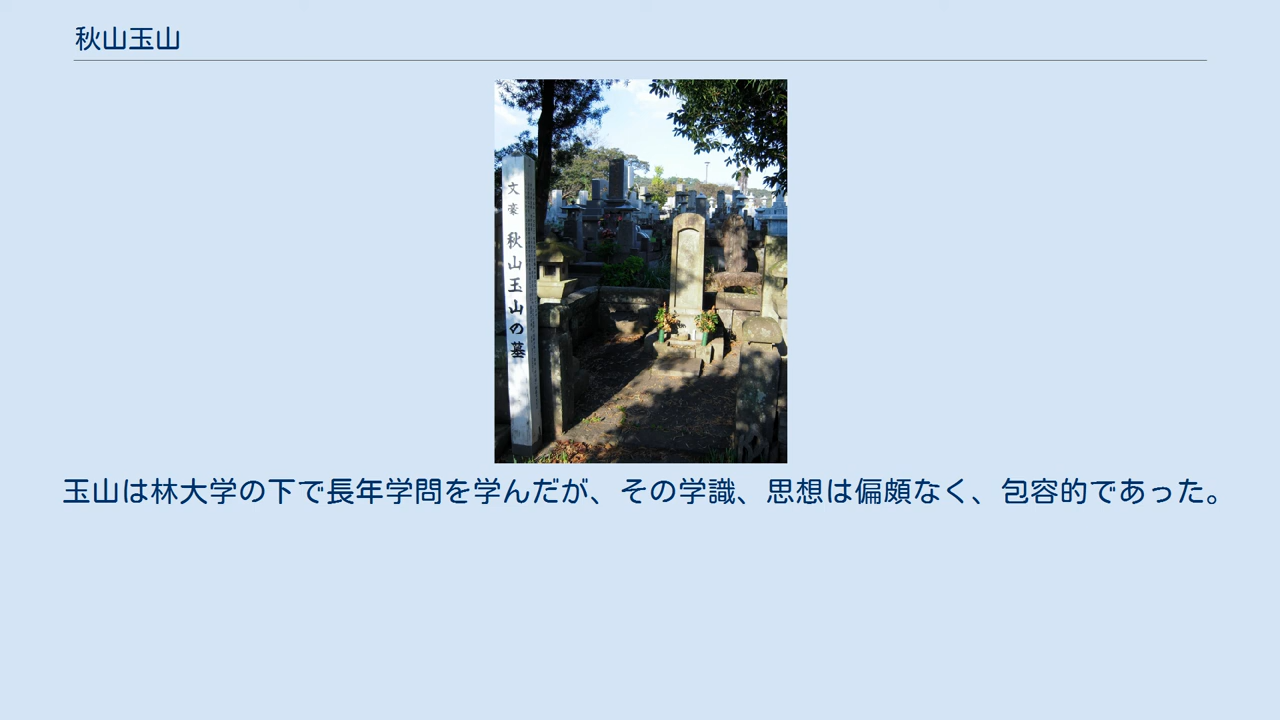 秋山玉山
文豪 秋山玉山の墓
玉山は林大学の下で長年学問を学んだが、その学識、思想は偏頗なく、包容的であった。